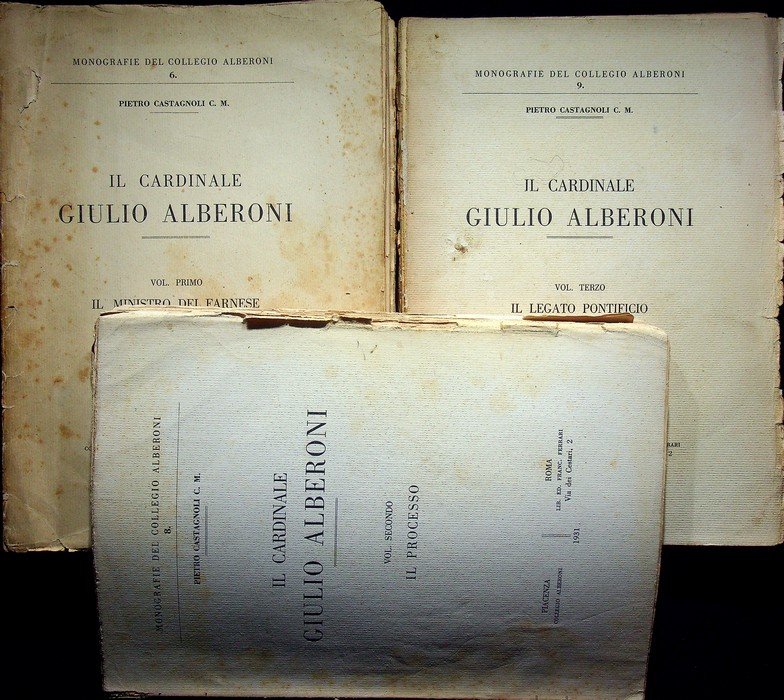 MONOGRAFIE DEL COLLEGIO ALBERONI
6.
PIETRO CASTAGNOLI C. M.
IL CARDINALE
GIULIO ALBERONI
VOL. PRIMO
IL MINISTRO DEI FARNESE
MONOGRAFIE DEL COLLEGIO ALBERONI
9.
PIETRO CASTAGNOLI C. M.
IL CARDINALE
GIULIO ALBERONI
VOL. TERZO
IL LEGATO PONTIFICIO
MONOGRAFIE DEL COLLEGIO ALBERONI
8.
PIETRO CASTAGNOLI C. M.
IL CARDINALE
GIULIO ALBERONI
VOL. SECONDO
IL PROCESSO
PIACENZA
COLLEGIO ALBERONI
ROMA
LIB. ED. FRANC. FERRARI
Via dei Cestari, 2
1931